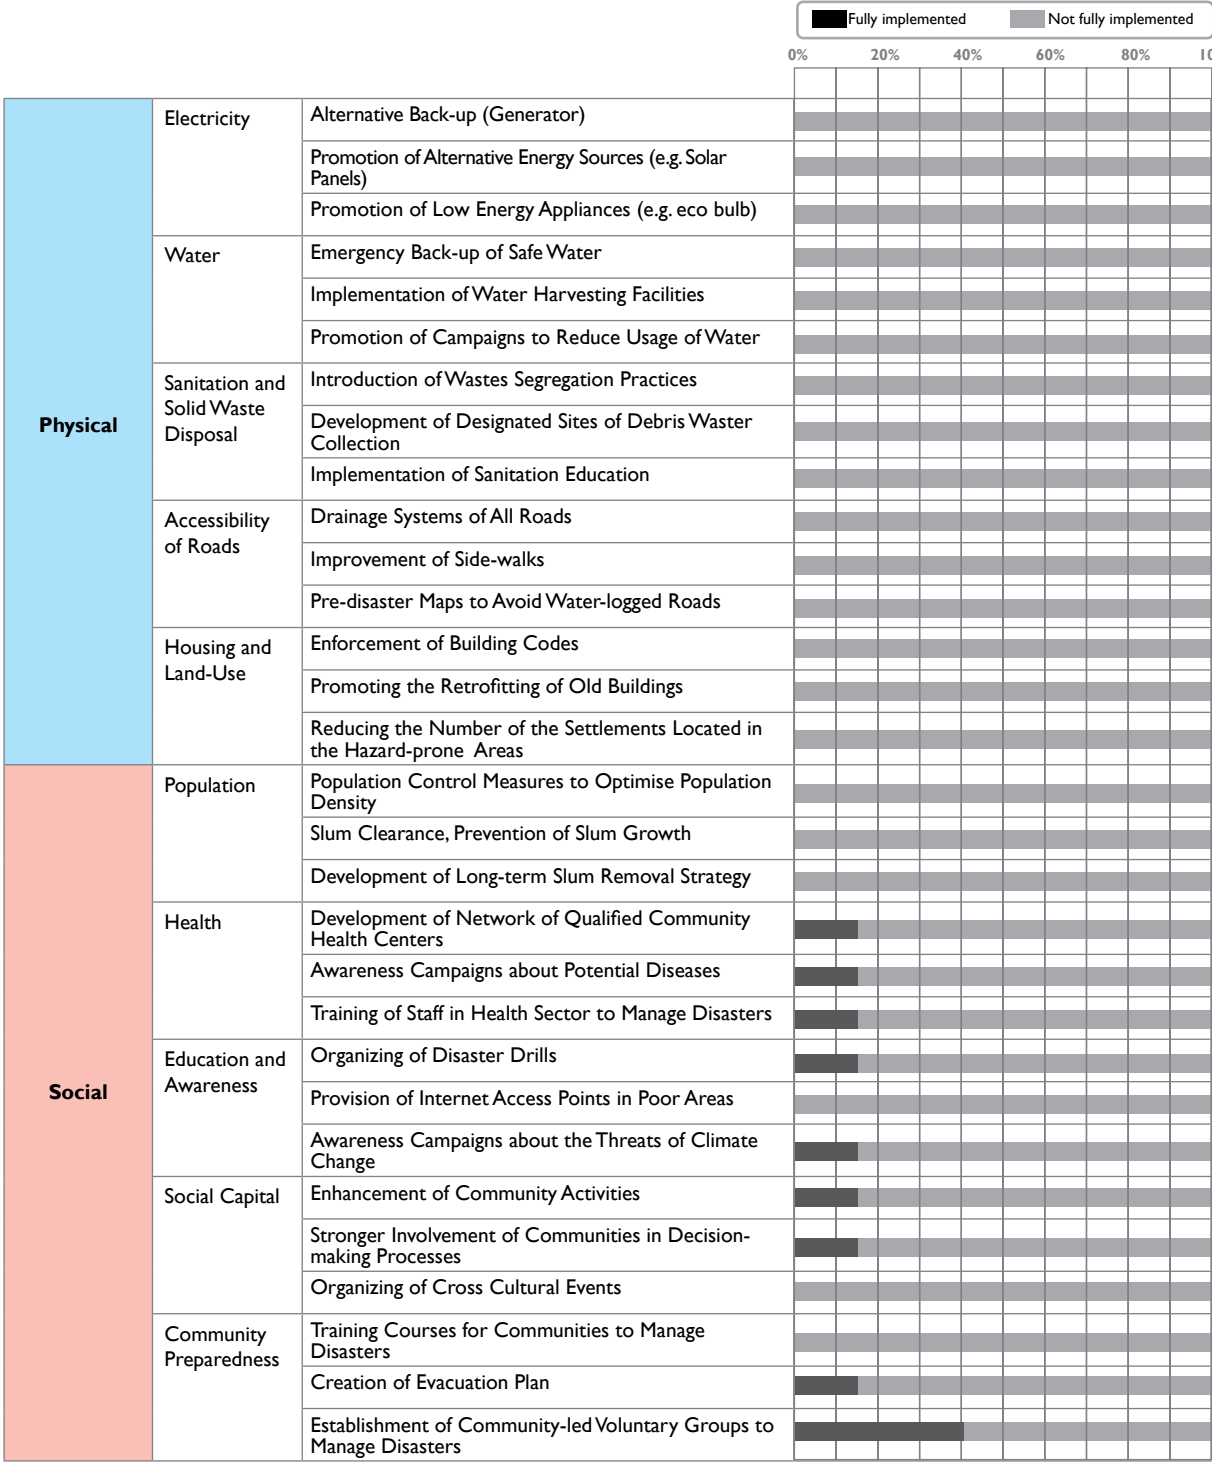 Fully implemented Not fully implemented
0% 20% 40% 60% 80% 10
Physical
Electricity
Alternative Back-up (Generator)
Promotion of Alternative Energy Sources (e.g. Solar
Panels)
Promotion of Low Energy Appliances (e.g. eco bulb)
Water
Emergency Back-up of Safe Water
Implementation of Water Harvesting Facilities
Promotion of Campaigns to Reduce Usage of Water
Sanitation and
Solid Waste
Disposal
Introduction of Wastes Segregation Practices
Development of Designated Sites of Debris Waster
Collection
Implementation of Sanitation Education
Accessibility
of Roads
Drainage Systems of All Roads
Improvement of Side-walks
Pre-disaster Maps to Avoid Water-logged Roads
Housing and
Land-Use
Enforcement of Building Codes
Promoting the Retrofitting of Old Buildings
Reducing the Number of the Settlements Located in
the Hazard-prone Areas
Social
Population
Population Control Measures to Optimise Population
Density
Slum Clearance, Prevention of Slum Growth
Development of Long-term Slum Removal Strategy
Health
Development of Network of Qualified Community
Health Centers
Awareness Campaigns about Potential Diseases
Training of Staff in Health Sector to Manage Disasters
Education and
Awareness
Organizing of Disaster Drills
Provision of Internet Access Points in Poor Areas
Awareness Campaigns about the Threats of Climate
Change
Social Capital
Enhancement of Community Activities
Stronger Involvement of Communities in Decision-
making Processes
Organizing of Cross Cultural Events
Community
Preparedness
Training Courses for Communities to Manage
Disasters
Creation of Evacuation Plan
Establishment of Community-led Voluntary Groups to
Manage Disasters